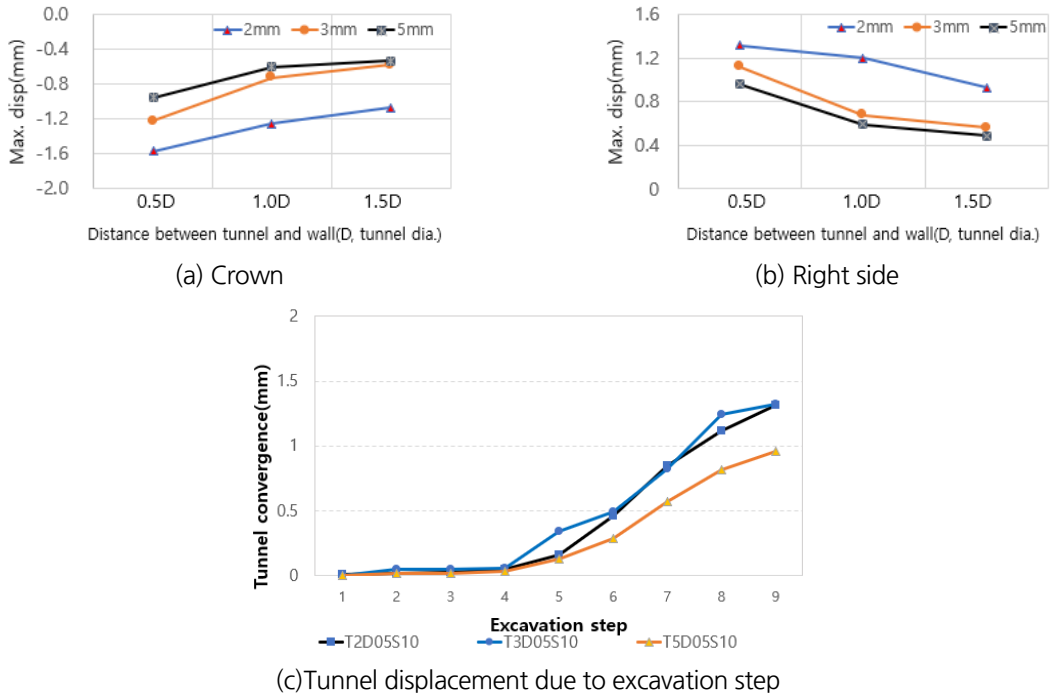 0.0
2mm 3mm 5mm
-0.4
-0.8
-1.2
-1.6
-2.0
Max. disp(mm)
0.5D 1.0D 1.5D
Distance between tunnel and wall(D, tunnel dia.)
(a) Crown
1.6
2mm 3mm 5mm
1.2
0.8
0.4
0
Max. disp(mm)
0.5D 1.0D 1.5D
Distance between tunnel and wall(D, tunnel dia.)
(b) Right side
2
1.5
1
0.5
0
Tunnel convergence(mm)
1 2 3 4 5 6 7 8 9
Excavation step
T2D05S10 T3D05S10 T5D05S10
(c)Tunnel displacement due to excavation step